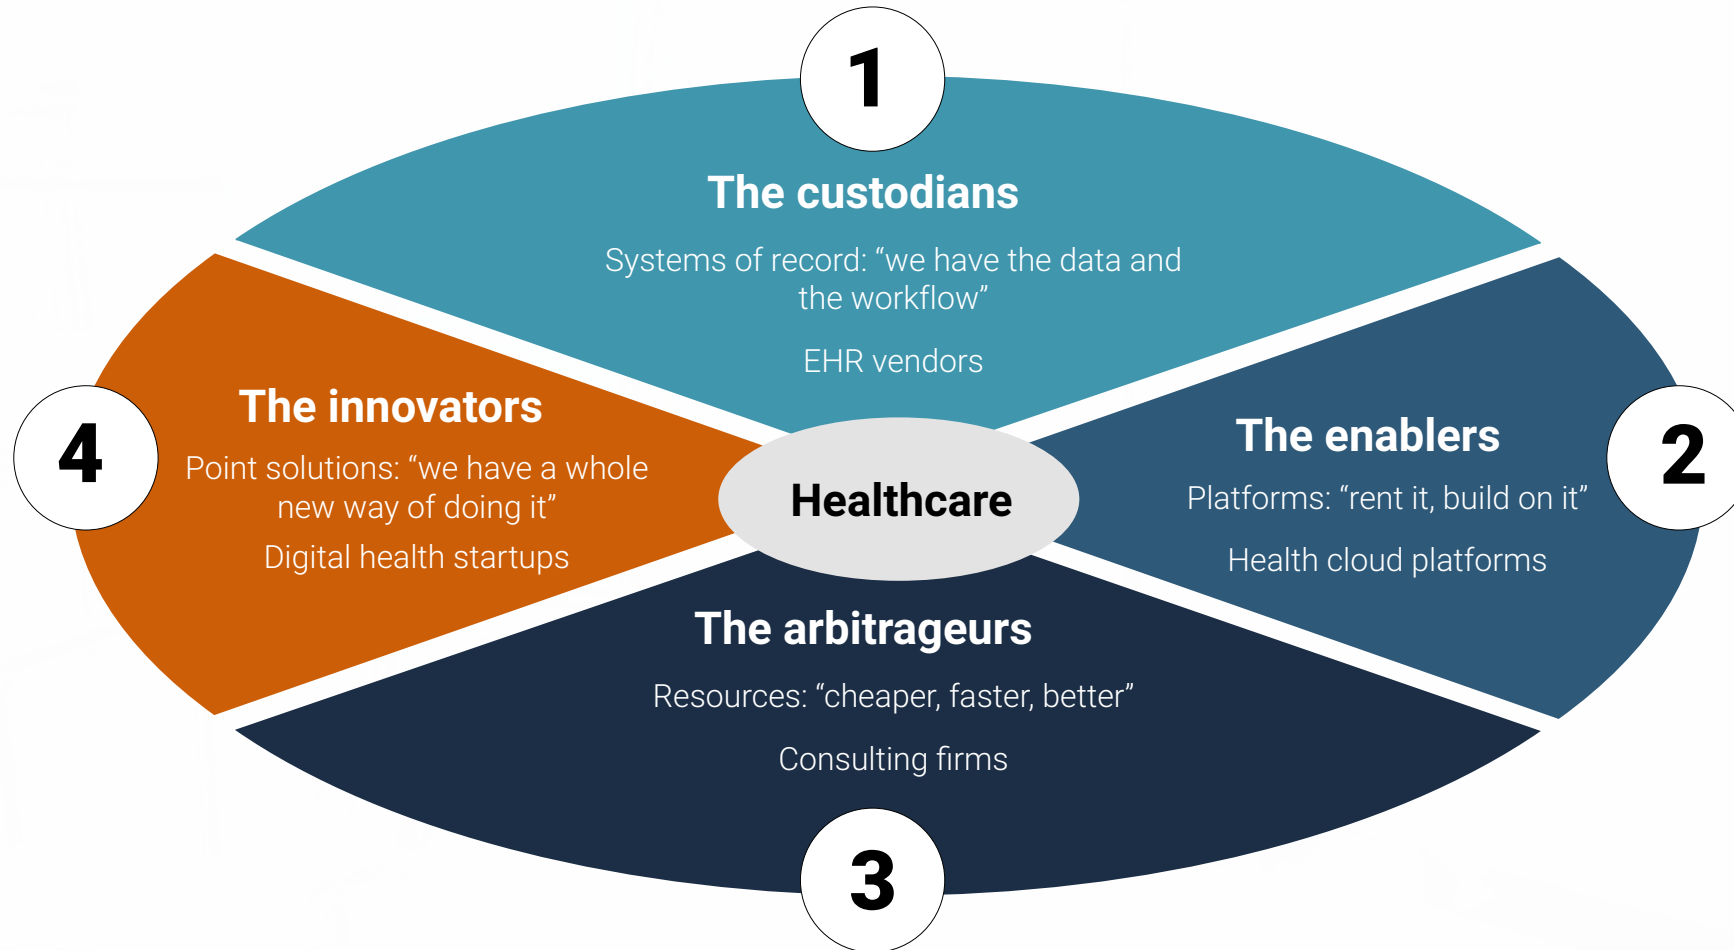 1
The custodians
Systems of record: “we have the data and
the workflow”
EHR vendors
2
The enablers
Platforms: “rent it, build on it”
Health cloud platforms
3
The arbitrageurs
Resources: “cheaper, faster, better”
Consulting firms
4
The innovators
Point solutions: “we have a whole
new way of doing it”
Digital health startups
Healthcare